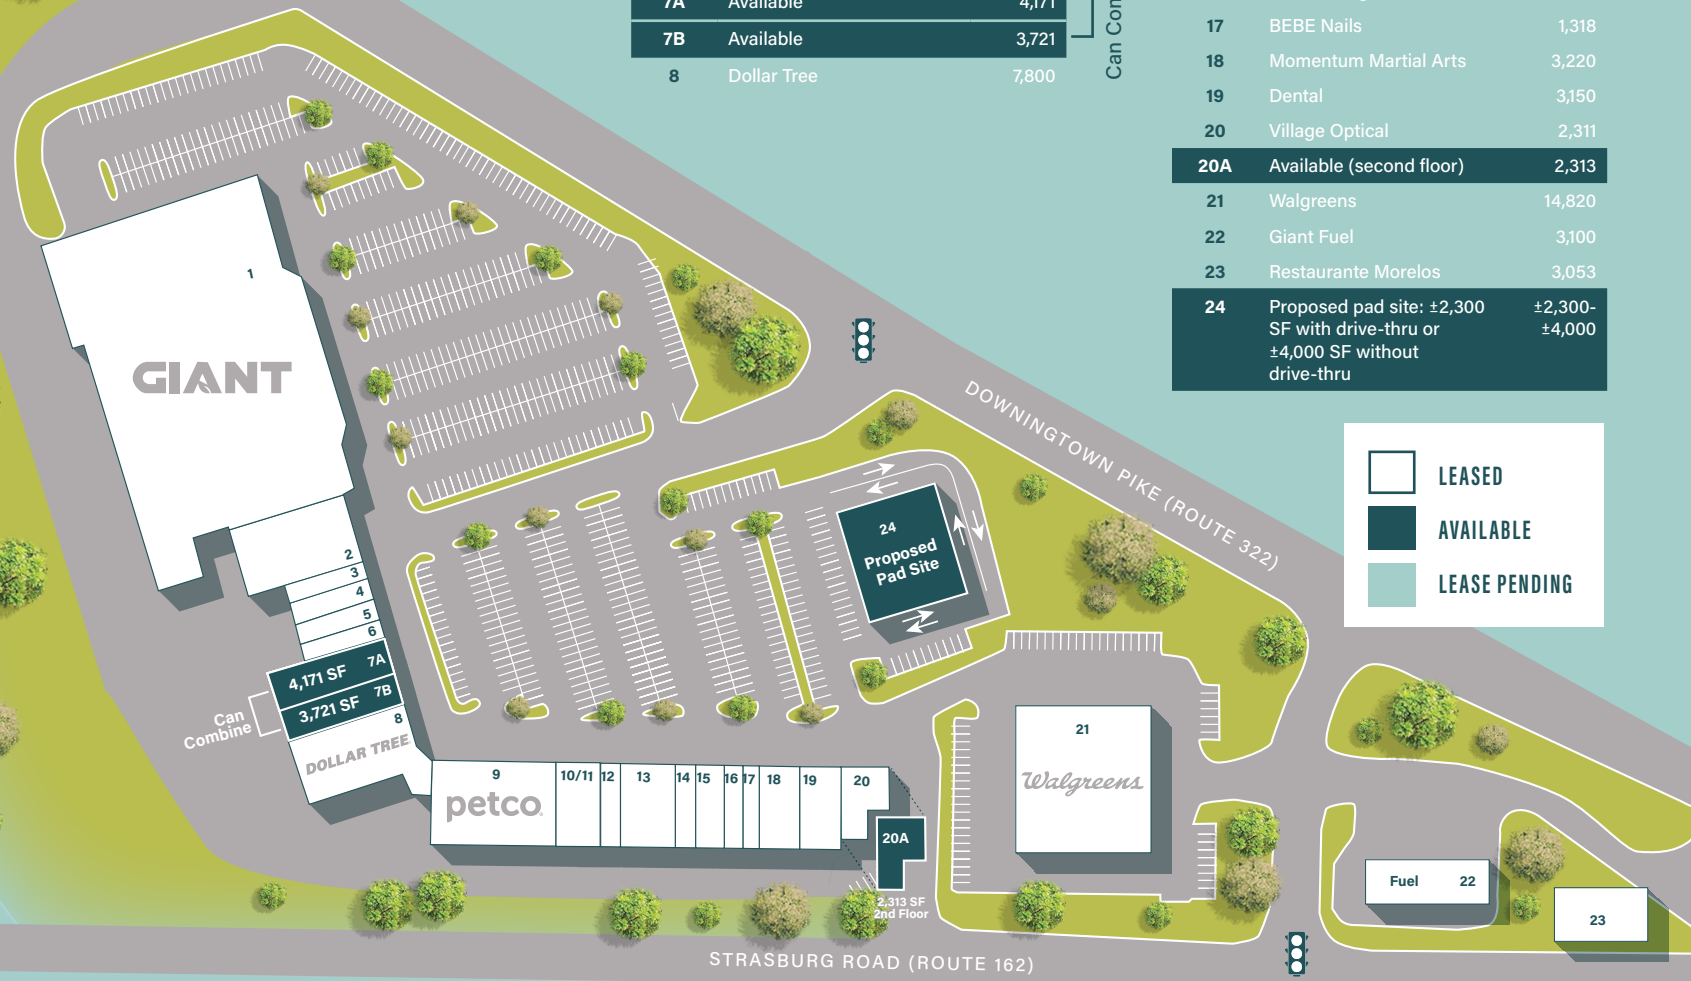 7A Available 4,171
7B Available 3,721
8 Dollar Tree 7,800
Can Com
17 BEBE Nails 1,318
18 Momentum Martial Arts 3,220
19 Dental 3,150
20 Village Optical 2,311
20A Available (second floor) 2,313
21 Walgreens 14,820
22 Giant Fuel 3,100
23 Restaurante Morelos 3,053
24 Proposed pad site: ±2,300 ±2,300-
SF with drive-thru or ±4,000
±4,000 SF without
drive-thru
LEASED
AVAILABLE
LEASE PENDING
DOWNINGTOWN PIKE (ROUTE 322)
1
GIANT
2
3
4
5
6
4,171 SF 7A
3,721 SF 7B
Can
Combine
8
DOLLAR TREE
24
Proposed
Pad Site
9
petco
10/11
12
13
14
15
16
17
18
19
20
20A
2,313 SF
2nd Floor
21
Walgreens
Fuel 22
23
STRASBURG ROAD (ROUTE 162)